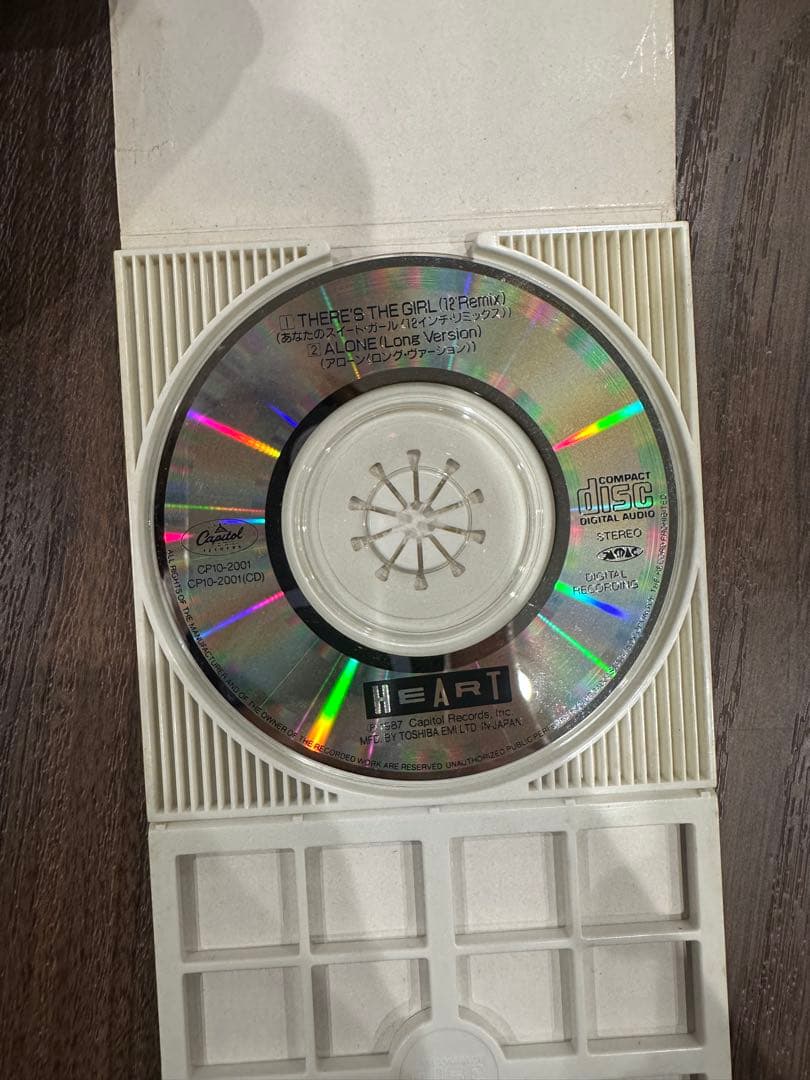 1 THERE'S THE GIRL (12"Remix)
(あなたのスイート・ガール(12インチ・リミックス))
2 ALONE (Long Version)
(アローン(ロング・ヴァージョン))
COMPACT
disc
DIGITAL AUDIO
STEREO
DIGITAL
RECORDING
Capitol
RECORDS
CP10-2001
CP10-2001(CD)
HEART
℗1987 Capitol Records, Inc.
MFD. BY TOSHIBA EMI LTD. IN JAPAN
ALL RIGHTS OF THE MANUFACTURER AND OF THE OWNER OF THE RECORDED WORK ARE RESERVED. UNAUTHORIZED PUBLIC